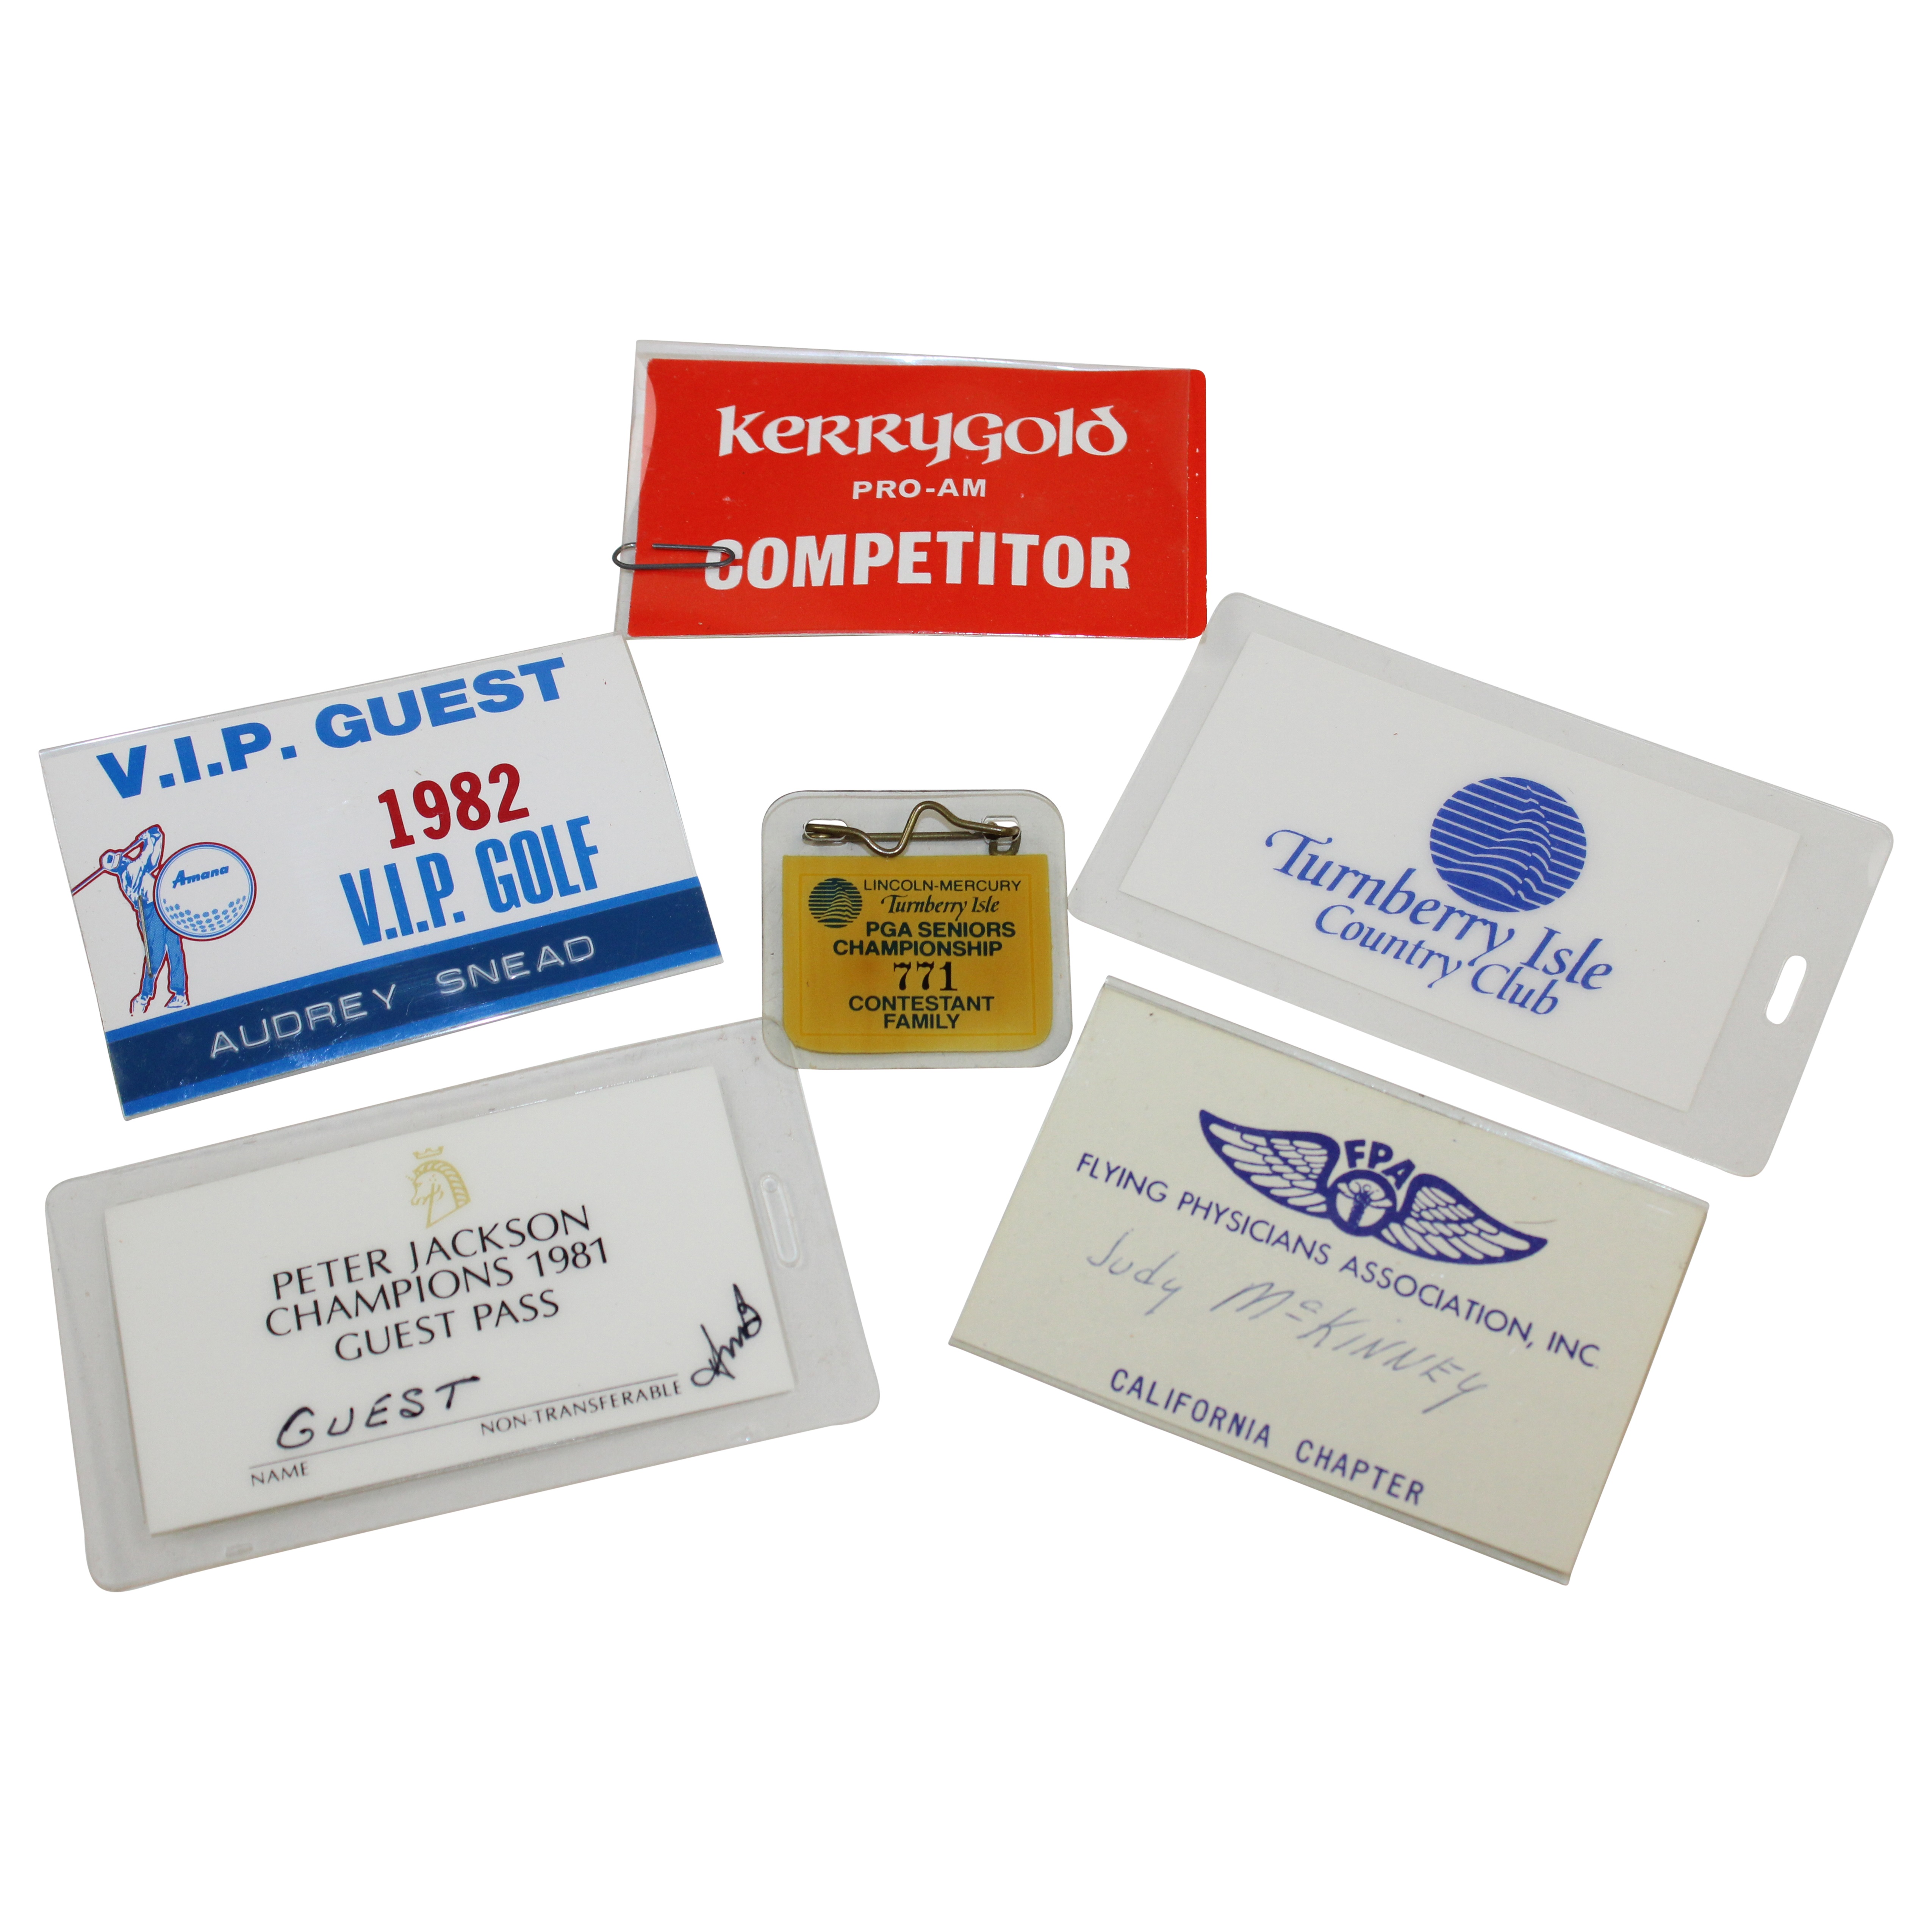 KERRYGOLD
PRO-AM
COMPETITOR
V.I.P. GUEST
1982
V.I.P. GOLF
Amana
AUDREY SNEAD
LINCOLN-MERCURY
Turnberry Isle
PGA SENIORS
CHAMPIONSHIP
771
CONTESTANT
FAMILY
Turnberry Isle
Country Club
PETER JACKSON
CHAMPIONS 1981
GUEST PASS
GUEST
NAME
NON-TRANSFERABLE
FPA
FLYING PHYSICIANS ASSOCIATION, INC.
Judy McKINNEY
CALIFORNIA CHAPTER